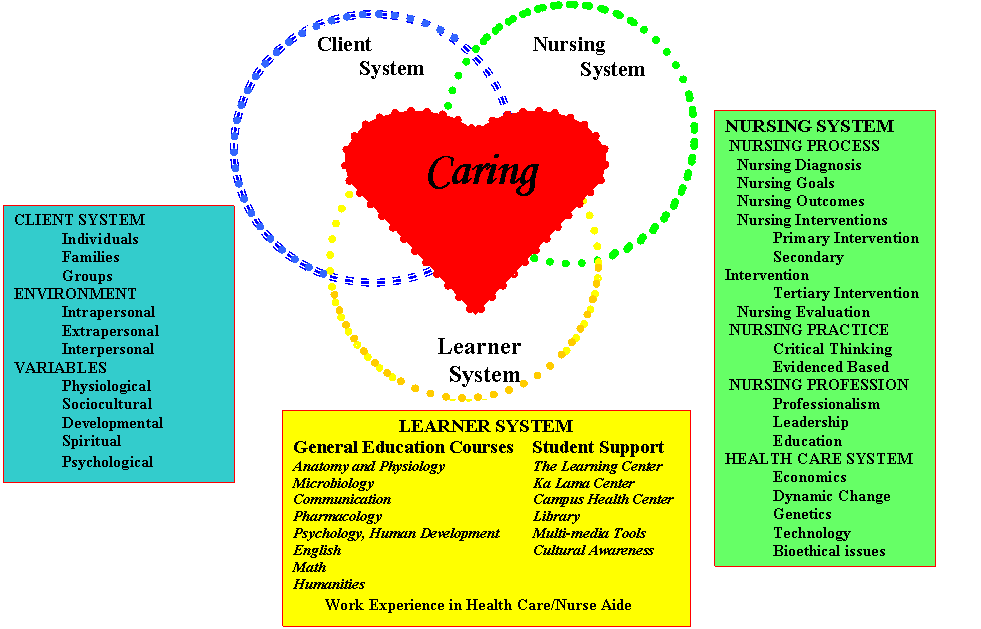 Client
System
Nursing
System
Caring
Learner
System
CLIENT SYSTEM
Individuals
Families
Groups
ENVIRONMENT
Intrapersonal
Extrapersonal
Interpersonal
VARIABLES
Physiological
Sociocultural
Developmental
Spiritual
Psychological
LEARNER SYSTEM
General Education Courses
Anatomy and Physiology
Microbiology
Communication
Pharmacology
Psychology, Human Development
English
Math
Humanities
Student Support
The Learning Center
Ka Lama Center
Campus Health Center
Library
Multi-media Tools
Cultural Awareness
Work Experience in Health Care/Nurse Aide
NURSING SYSTEM
NURSING PROCESS
Nursing Diagnosis
Nursing Goals
Nursing Outcomes
Nursing Interventions
Primary Intervention
Secondary
Intervention
Tertiary Intervention
Nursing Evaluation
NURSING PRACTICE
Critical Thinking
Evidenced Based
NURSING PROFESSION
Professionalism
Leadership
Education
HEALTH CARE SYSTEM
Economics
Dynamic Change
Genetics
Technology
Bioethical issues